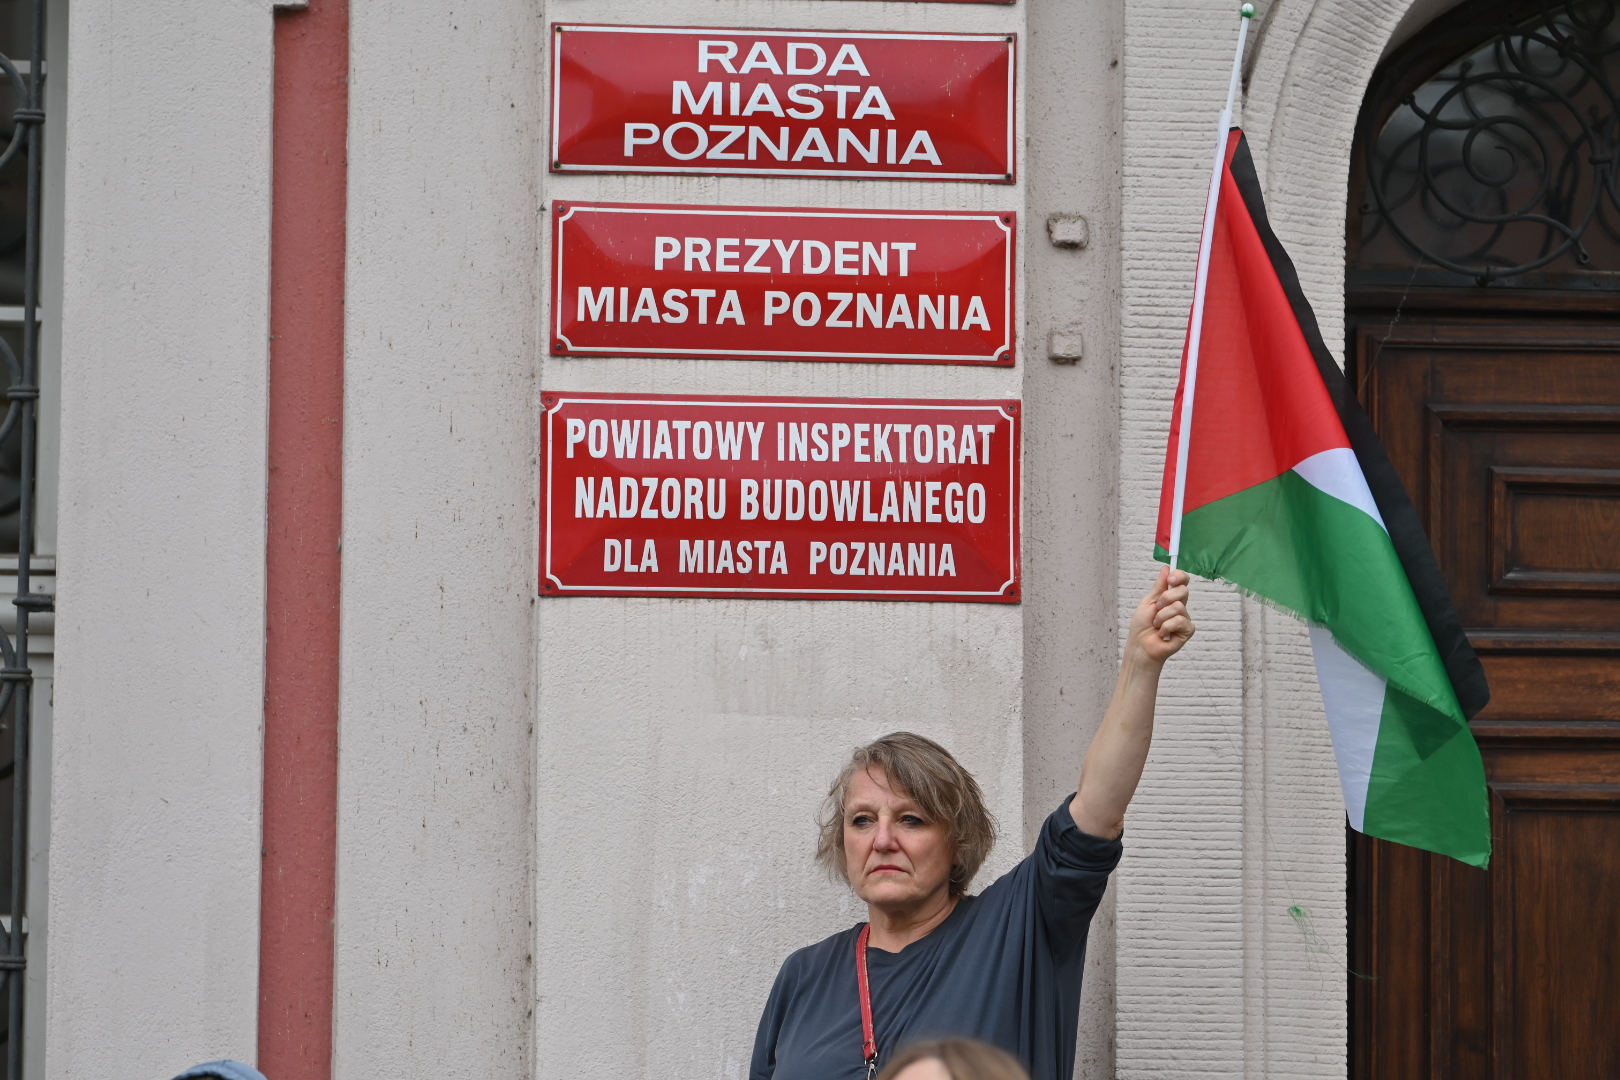 RADA
MIASTA
POZNANIA
PREZYDENT
MIASTA POZNANIA
POWIATOWY INSPEKTORAT
NADZORU BUDOWLANEGO
DLA MIASTA POZNANIA